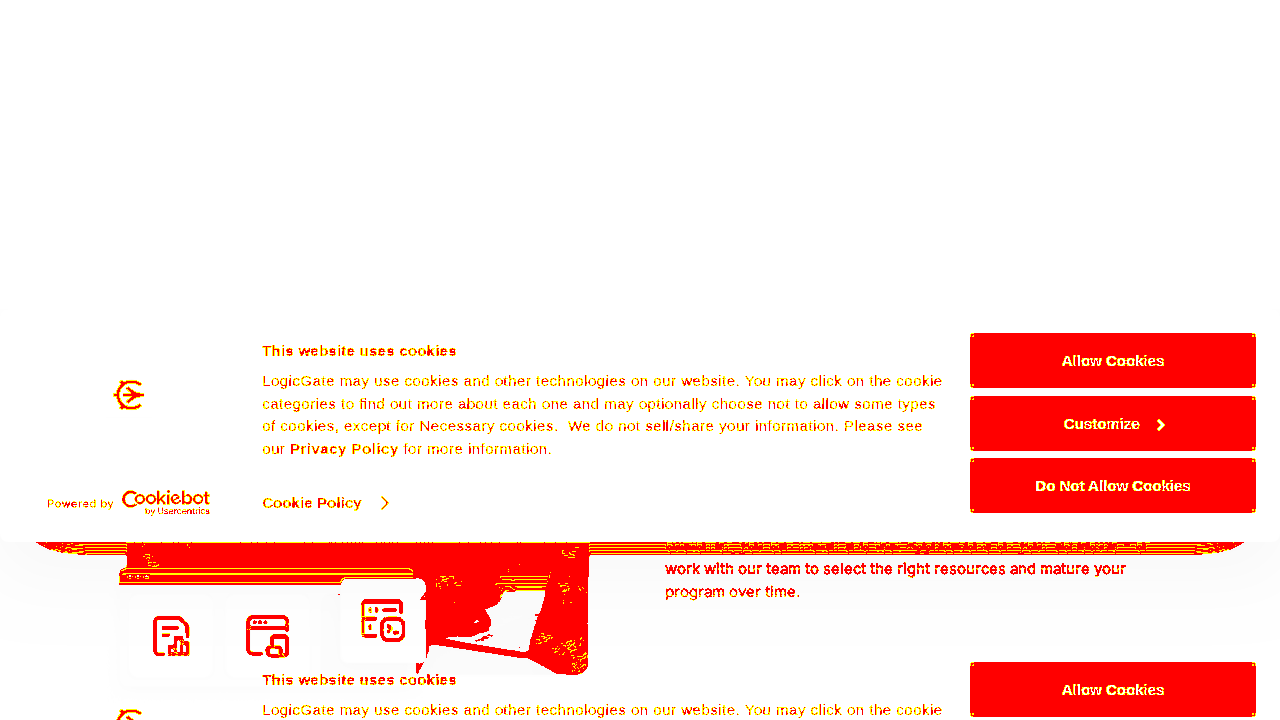 This website uses cookies
LogicGate may use cookies and other technologies on our website. You may click on the cookie
categories to find out more about each one and may optionally choose not to allow some types
of cookies, except for Necessary cookies.  We do not sell/share your information. Please see
our Privacy Policy for more information.
Cookie Policy
Powered by Cookiebot
by Usercentrics
Allow Cookies
Customize
Do Not Allow Cookies
work with our team to select the right resources and mature your
program over time.
This website uses cookies
LogicGate may use cookies and other technologies on our website. You may click on the cookie
Allow Cookies